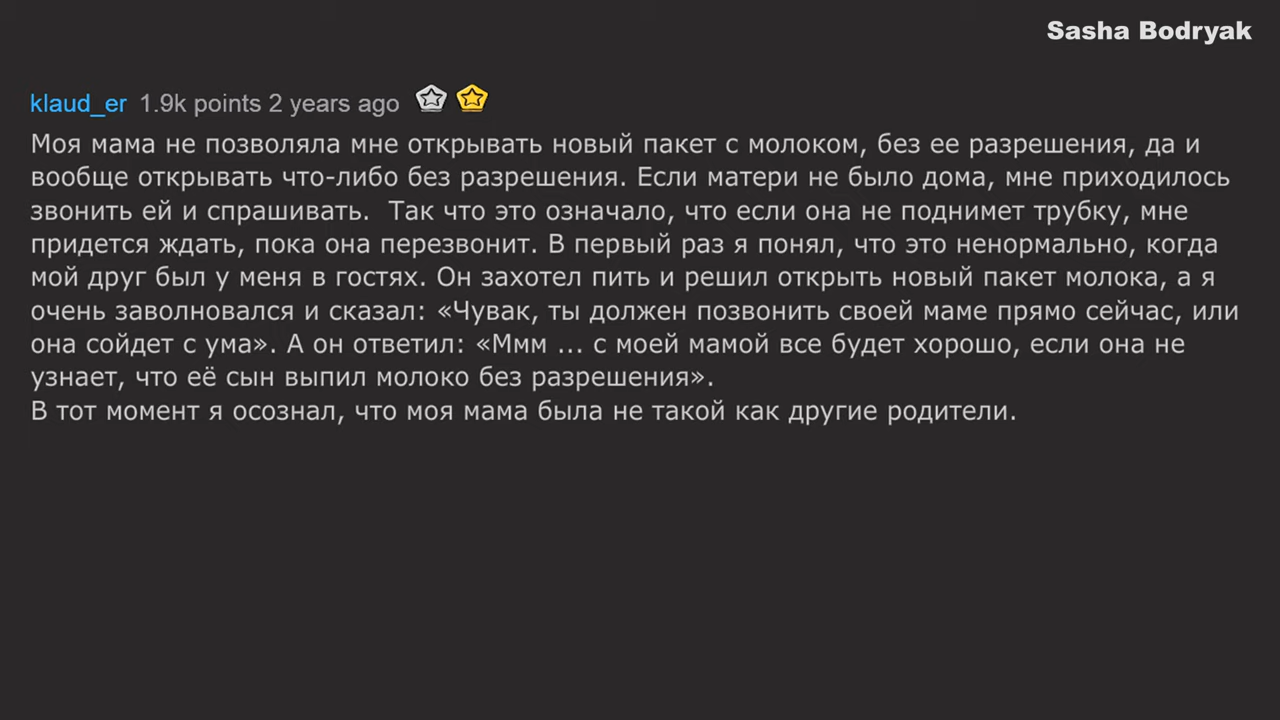 Sasha Bodryak
klaud_er 1.9k points 2 years ago
Моя мама не позволяла мне открывать новый пакет с молоком, без ее разрешения, да и
вообще открывать что-либо без разрешения. Если матери не было дома, мне приходилось
звонить ей и спрашивать.  Так что это означало, что если она не поднимет трубку, мне
придется ждать, пока она перезвонит. В первый раз я понял, что это ненормально, когда
мой друг был у меня в гостях. Он захотел пить и решил открыть новый пакет молока, а я
очень заволновался и сказал: «Чувак, ты должен позвонить своей маме прямо сейчас, или
она сойдет с ума». А он ответил: «Ммм ... с моей мамой все будет хорошо, если она не
узнает, что её сын выпил молоко без разрешения».
В тот момент я осознал, что моя мама была не такой как другие родители.